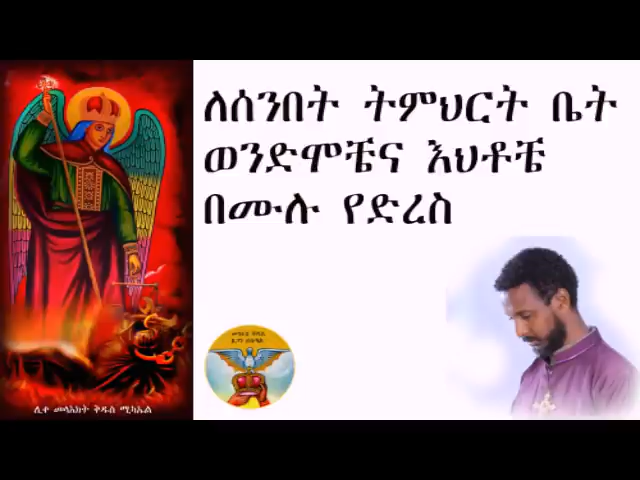 ለሰንበት ትምህርት ቤት
ወንድሞቼና እህቶቼ
በሙሉ የድረስ
ሊቀ መላእክት ቅዱስ ሚካኤል